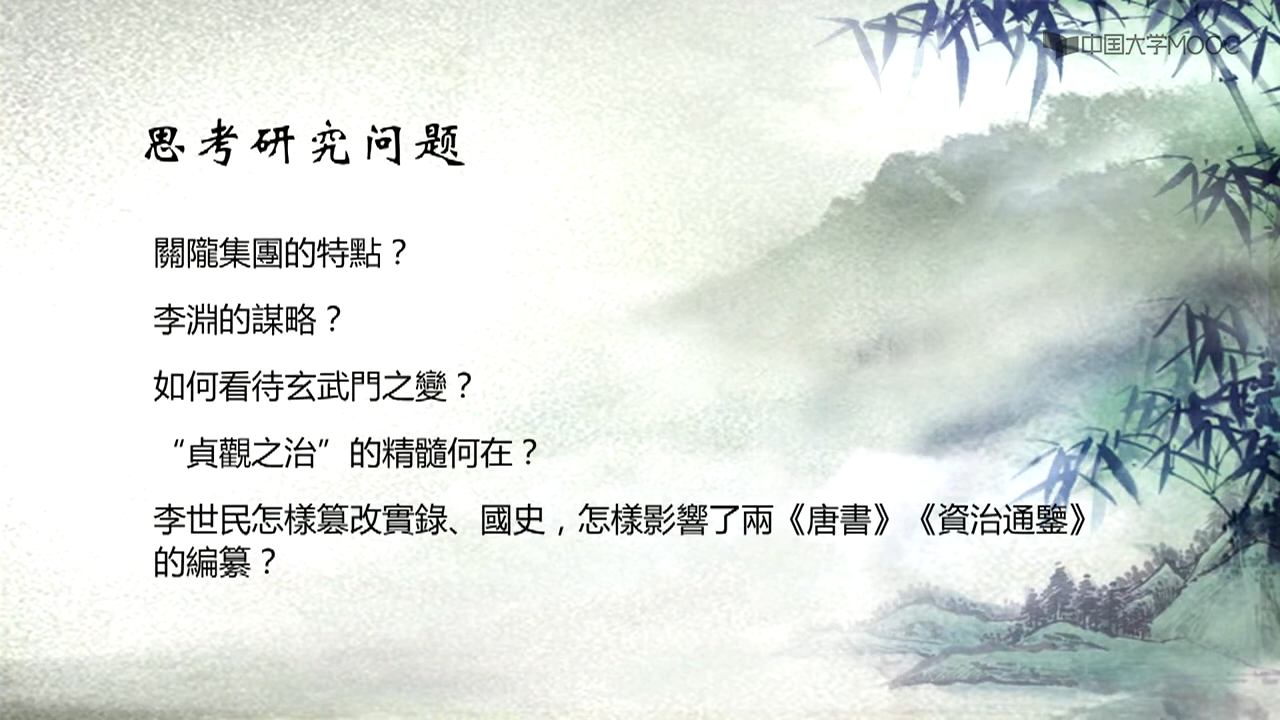 中国大学MOOC
思考研究问题
關隴集團的特點？
李淵的謀略？
如何看待玄武門之變？
“貞觀之治”的精髓何在？
李世民怎樣篡改實錄、國史，怎樣影響了兩《唐書》《資治通鑒》
的編纂？